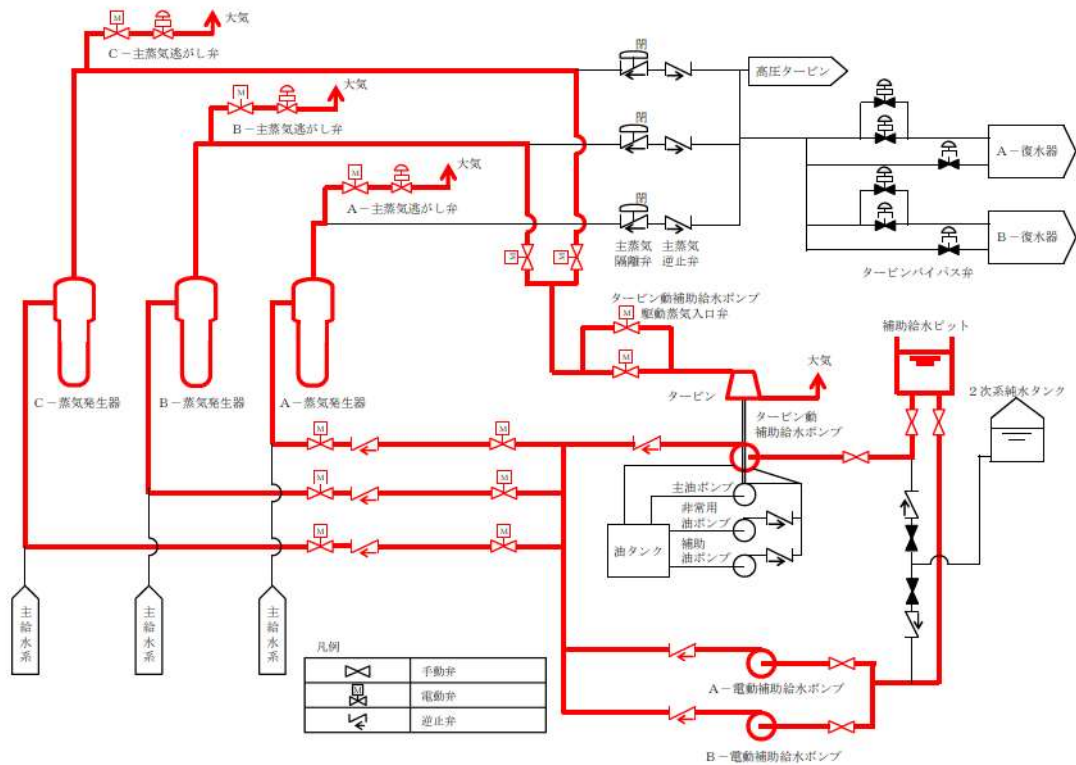 大気
M
C－主蒸気逃がし弁
閉
高圧タービン
大気
M
B－主蒸気逃がし弁
閉
A－復水器
大気
M
A－主蒸気逃がし弁
閉
主蒸気
隔離弁
主蒸気
逆止弁
B－復水器
タービンバイパス弁
M
M
タービン動補助給水ポンプ
駆動蒸気入口弁
M
M
補助給水ピット
大気
タービン
2次系純水タンク
C－蒸気発生器
B－蒸気発生器
A－蒸気発生器
タービン動
補助給水ポンプ
M
M
M
M
M
M
主油ポンプ
非常用
油ポンプ
補助
油ポンプ
油タンク
主給水系
主給水系
主給水系
凡例
手動弁
M
電動弁
逆止弁
A－電動補助給水ポンプ
B－電動補助給水ポンプ